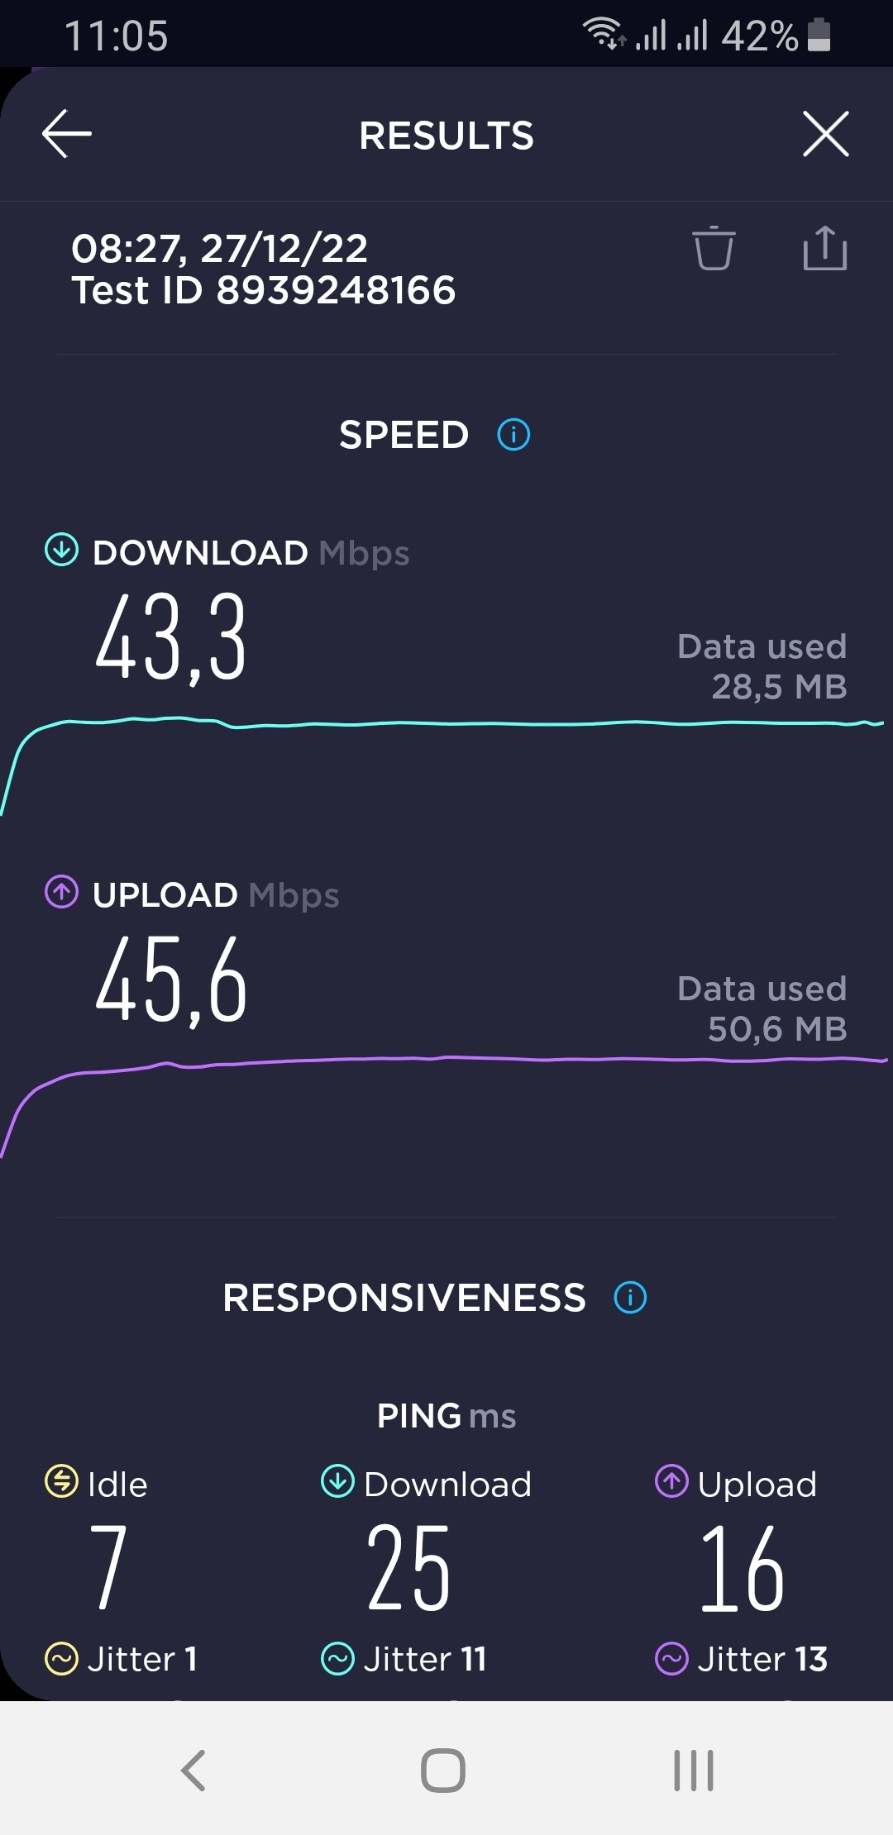 11:05 42%
RESULTS
08:27, 27/12/22
Test ID 8939248166
SPEED
DOWNLOAD Mbps
43,3
Data used
28,5 MB
UPLOAD Mbps
45,6
Data used
50,6 MB
RESPONSIVENESS
PING ms
Idle Download Upload
7 25 16
Jitter 1 Jitter 11 Jitter 13